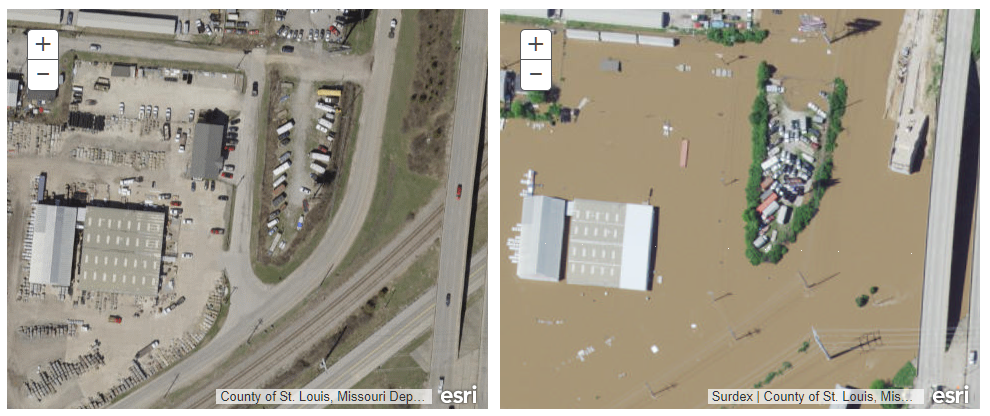 +
−
County of St. Louis, Missouri Dep...
esri
+
−
Surdex | County of St. Louis, Mis...
esri